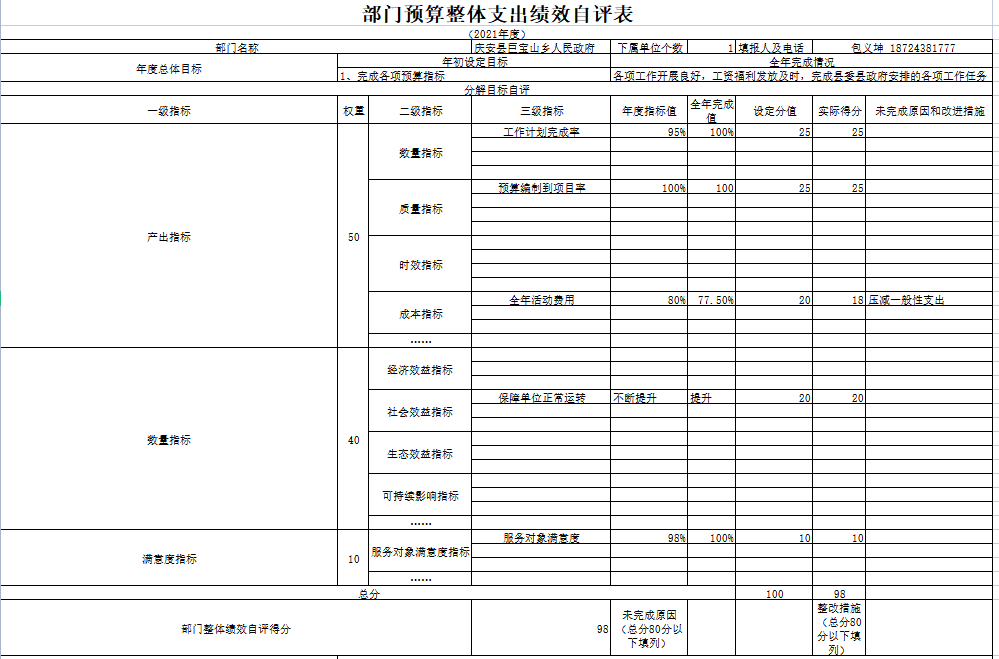 部门预算整体支出绩效自评表
（2021年度）
部门名称 庆安县巨宝山乡人民政府 下属单位个数 1 填报人及电话 包义坤 18724381777
年度总体目标 年初设定目标 全年完成情况
1、完成各项预算指标 各项工作开展良好，工资福利发放及时，完成县委县政府安排的各项工作任务
分解目标自评
一级指标 权重 二级指标 三级指标 年度指标值 全年完成值 设定分值 实际得分 未完成原因和改进措施
产出指标 50 数量指标 工作计划完成率 95% 100% 25 25
质量指标 预算编制到项目率 100% 100 25 25
时效指标
成本指标 全年活动费用 80% 77.50% 20 18 压减一般性支出
......
数量指标 40 经济效益指标
社会效益指标 保障单位正常运转 不断提升 提升 20 20
生态效益指标
可持续影响指标
......
满意度指标 10 服务对象满意度指标 服务对象满意度 98% 100% 10 10
......
总分 100 98
部门整体绩效自评得分 98 未完成原因（总分80分以下填列） 整改措施（总分80分以下填列）